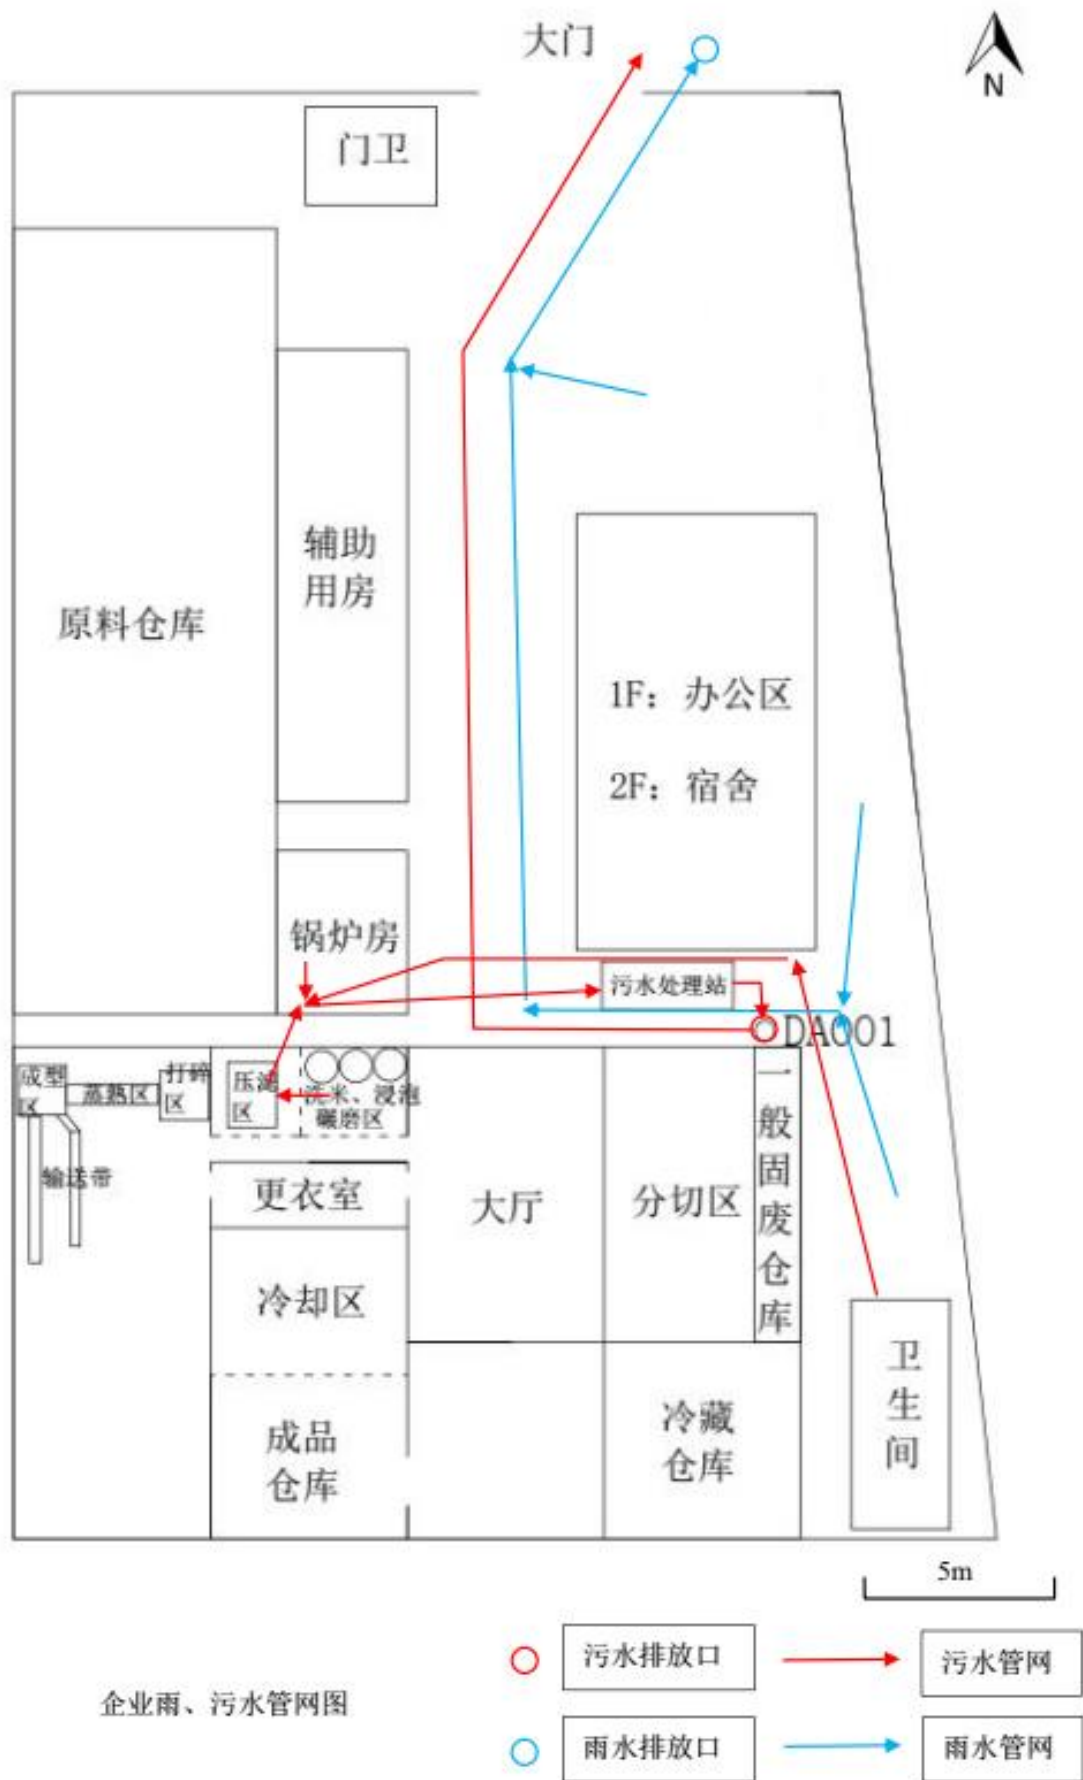 大门
N
门卫
辅助
用房
原料仓库
1F：办公区
2F：宿舍
锅炉房
污水处理站
DA001
成型
区
蒸熟区
打碎
区
压滤
区
洗米、浸泡
碾磨区
一般固废仓库
输送带
更衣室
大厅
分切区
冷却区
卫生间
成品
仓库
冷藏
仓库
5m
污水排放口
污水管网
企业雨、污水管网图
雨水排放口
雨水管网